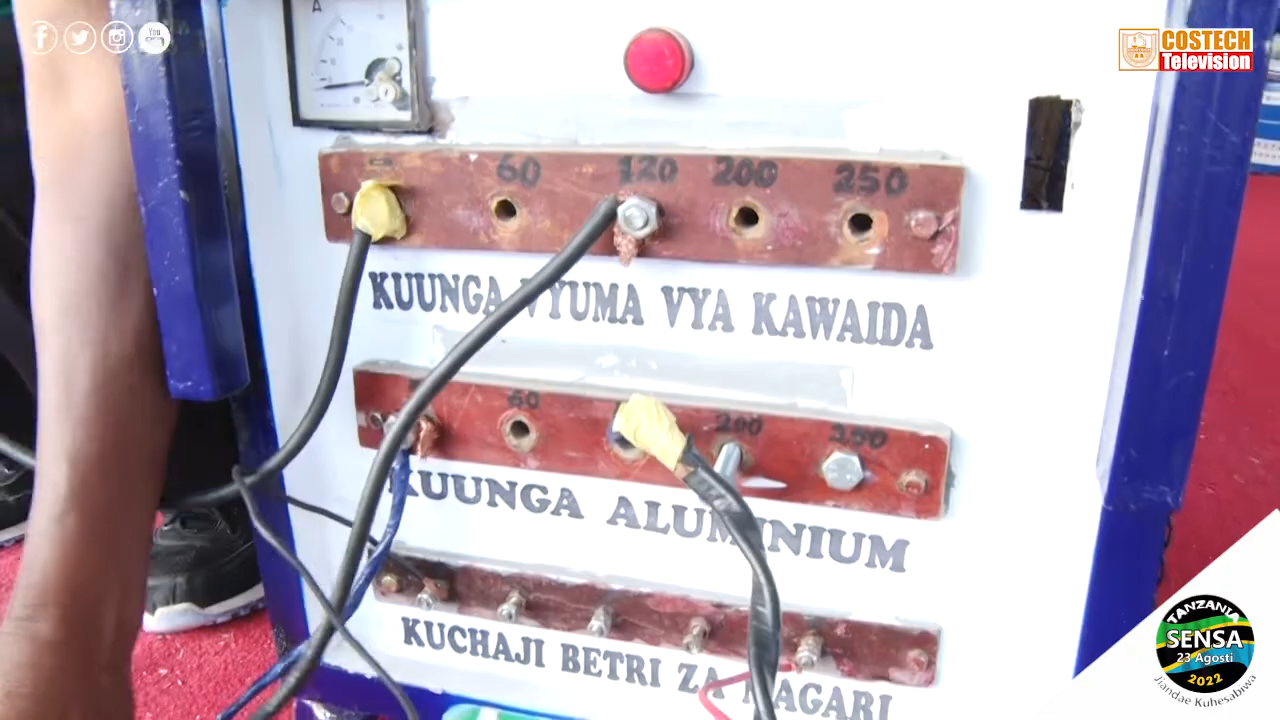 f
You
A
COSTECH
Television
60 120 200 250
KUUNGA VYUMA VYA KAWAIDA
60 200 250
KUUNGA ALUMINIUM
KUCHAJI BETRI ZA MAGARI
TANZANIA
SENSA
23 Agosti
2022
Jiandae Kuhesabiwa